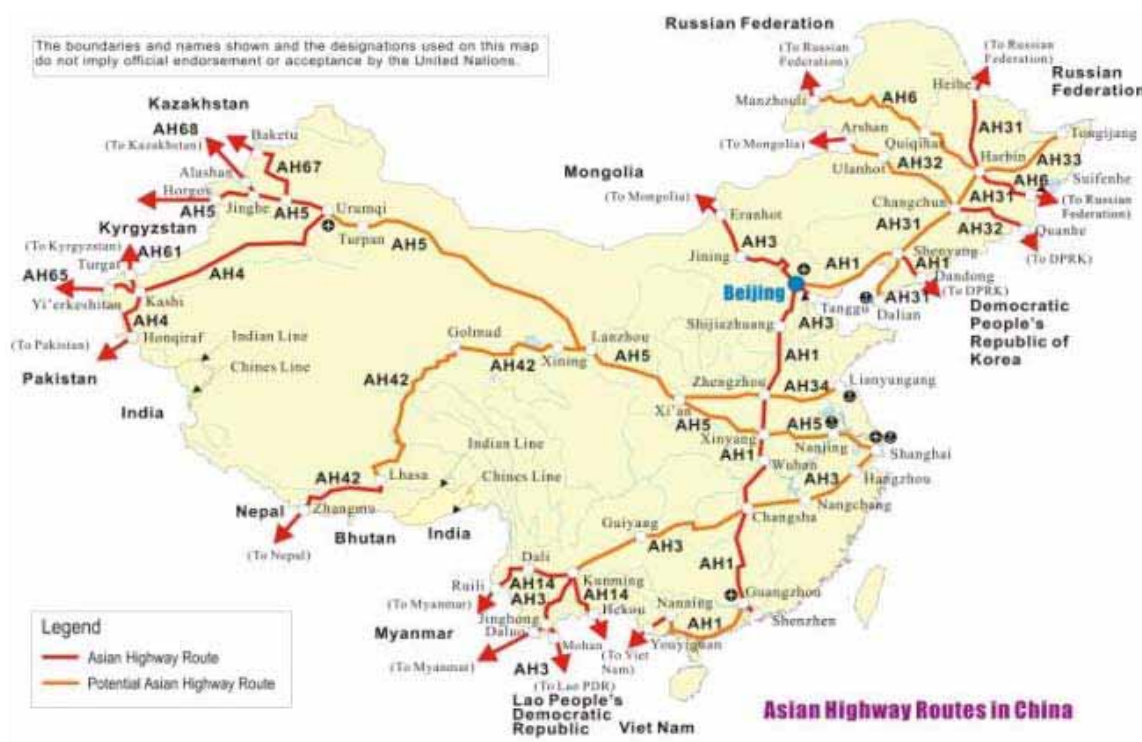 Russian Federation
The boundaries and names shown and the designations used on this map
do not imply official endorsement or acceptance by the United Nations.
(To Russian
Federation)
(To Russian
Federation)
Russian
Federation
Kazakhstan
AH68
(To Kazakhstan)
Baketu
Alashan
AH67
Horgos
AH5
Jinghe
AH5
Urumqi
Turpan
AH5
Kyrgyzstan
(To Kyrgyzstan)
AH61
Turgat
AH65
Yi'erkeshitan
Kashi
AH4
AH4
(To Pakistan)
Honqiraf
Pakistan
Indian Line
Chines Line
India
Manzhouli
AH6
Heihe
AH31
Arshan
(To Mongolia)
Quiqihar
Ulanhot
AH32
Harbin
Tongjiang
AH33
AH6
Suifenhe
AH31
(To Russian
Federation)
Changchun
AH31
AH32
Quanhe
(To DPRK)
Mongolia
(To Mongolia)
Eranhot
AH3
Jining
Beijing
AH1
Shenyang
AH1
Dandong
(To DPRK)
Tanggu
AH31
Dalian
Democratic
People's
Republic of
Korea
Shijiazhuang
AH3
AH1
Golmud
AH42
AH42
Xining
Lanzhou
AH5
Zhengzhou
AH34
Lianyungang
Xi'an
AH5
Xinyang
AH5
Nanjing
Shanghai
AH1
Wuhan
AH3
Hangzhou
Nangchang
Changsha
Indian Line
Chines Line
AH42
Lhasa
Nepal
Zhangmu
(To Nepal)
Bhutan
India
Guiyang
AH3
AH1
Dali
Ruili
AH14
AH3
Kunming
AH14
(To Myanmar)
Jinghong
Daluo
Hekou
Nanning
AH1
Guangzhou
Shenzhen
Myanmar
(To Myanmar)
Mohan
(To Viet
Nam)
Youyiguan
AH3
(To Lao PDR)
Lao People's
Democratic
Republic
Viet Nam
Legend
Asian Highway Route
Potential Asian Highway Route
Asian Highway Routes in China